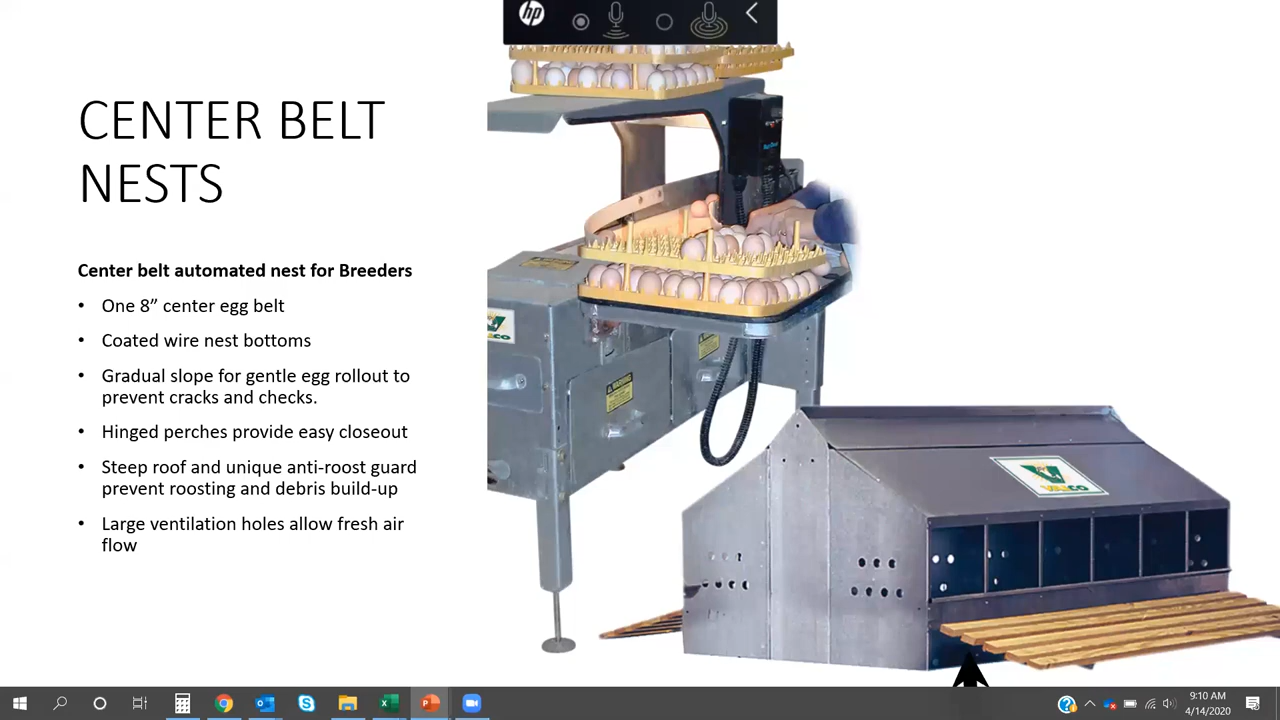 hp
CENTER BELT
NESTS
Center belt automated nest for Breeders
• One 8” center egg belt
• Coated wire nest bottoms
• Gradual slope for gentle egg rollout to
prevent cracks and checks.
• Hinged perches provide easy closeout
• Steep roof and unique anti-roost guard
prevent roosting and debris build-up
• Large ventilation holes allow fresh air
flow
WARNING
VALCO
9:10 AM
4/14/2020